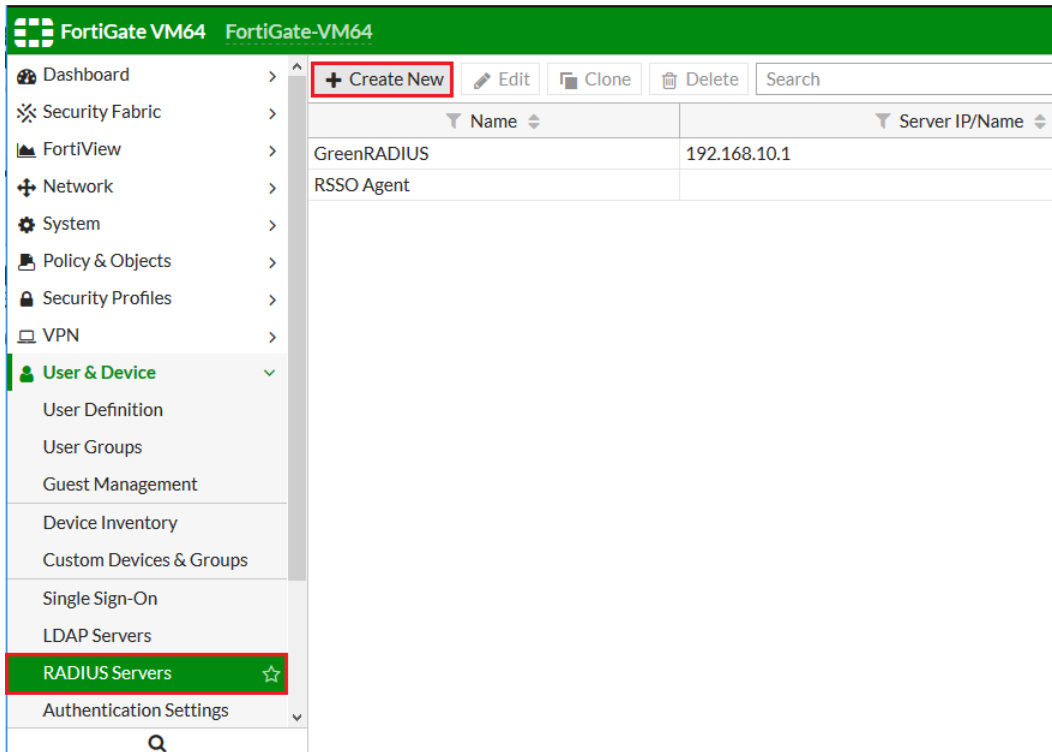 FortiGate VM64 FortiGate-VM64
Dashboard
Security Fabric
FortiView
Network
System
Policy & Objects
Security Profiles
VPN
User & Device
User Definition
User Groups
Guest Management
Device Inventory
Custom Devices & Groups
Single Sign-On
LDAP Servers
RADIUS Servers
Authentication Settings
+ Create New Edit Clone Delete Search
Name Server IP/Name
GreenRADIUS 192.168.10.1
RSSO Agent